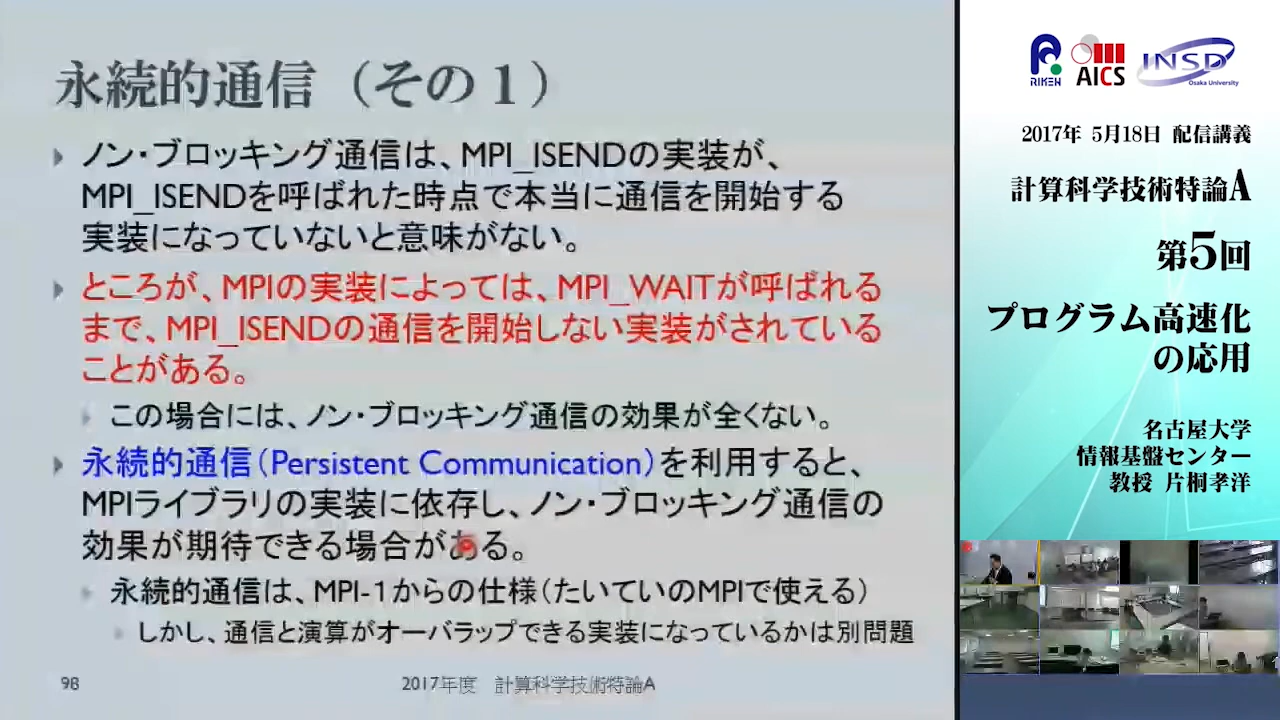 永続的通信（その１）
ノン・ブロッキング通信は、MPI_ISENDの実装が、
MPI_ISENDを呼ばれた時点で本当に通信を開始する
実装になっていないと意味がない。
ところが、MPIの実装によっては、MPI_WAITが呼ばれる
まで、MPI_ISENDの通信を開始しない実装がされている
ことがある。
この場合には、ノン・ブロッキング通信の効果が全くない。
永続的通信（Persistent Communication）を利用すると、
MPIライブラリの実装に依存し、ノン・ブロッキング通信の
効果が期待できる場合がある。
永続的通信は、MPI-1からの仕様（たいていのMPIで使える）
しかし、通信と演算がオーバラップできる実装になっているかは別問題
98
2017年度　計算科学技術特論A
RIKEN
AICS
INSD
Osaka University
2017年 5月18日 配信講義
計算科学技術特論A
第5回
プログラム高速化
の応用
名古屋大学
情報基盤センター
教授 片桐孝洋